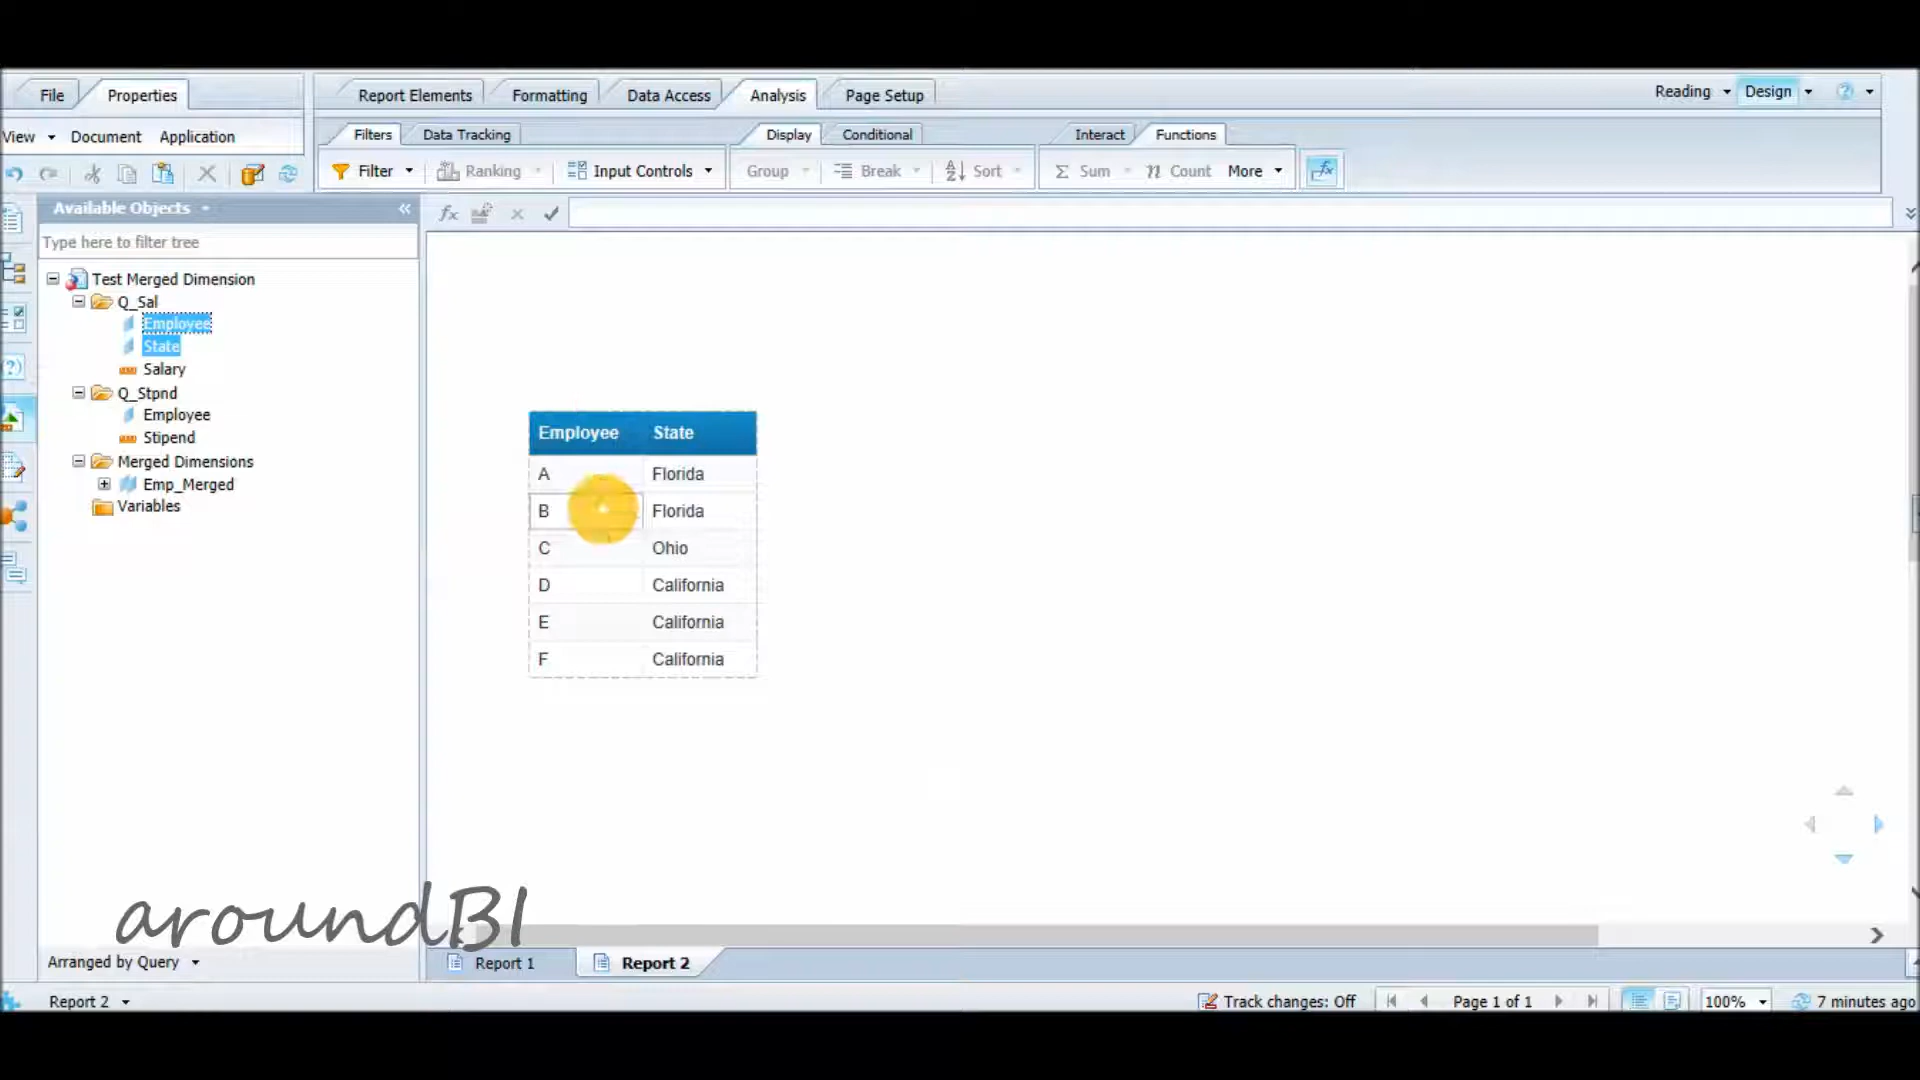 File Properties Report Elements Formatting Data Access Analysis Page Setup Reading Design
View Document Application Filters Data Tracking Display Conditional Interact Functions
Filter Ranking Input Controls Group Break Sort Sum Count More
Available Objects
Type here to filter tree
Test Merged Dimension
Q_Sal
Employee
State
Salary
Q_Stpnd
Employee
Stipend
Merged Dimensions
Emp_Merged
Variables
Employee State
A Florida
B Florida
C Ohio
D California
E California
F California
aroundBI
Arranged by Query Report 1 Report 2
Report 2 Track changes: Off Page 1 of 1 100% 7 minutes ago